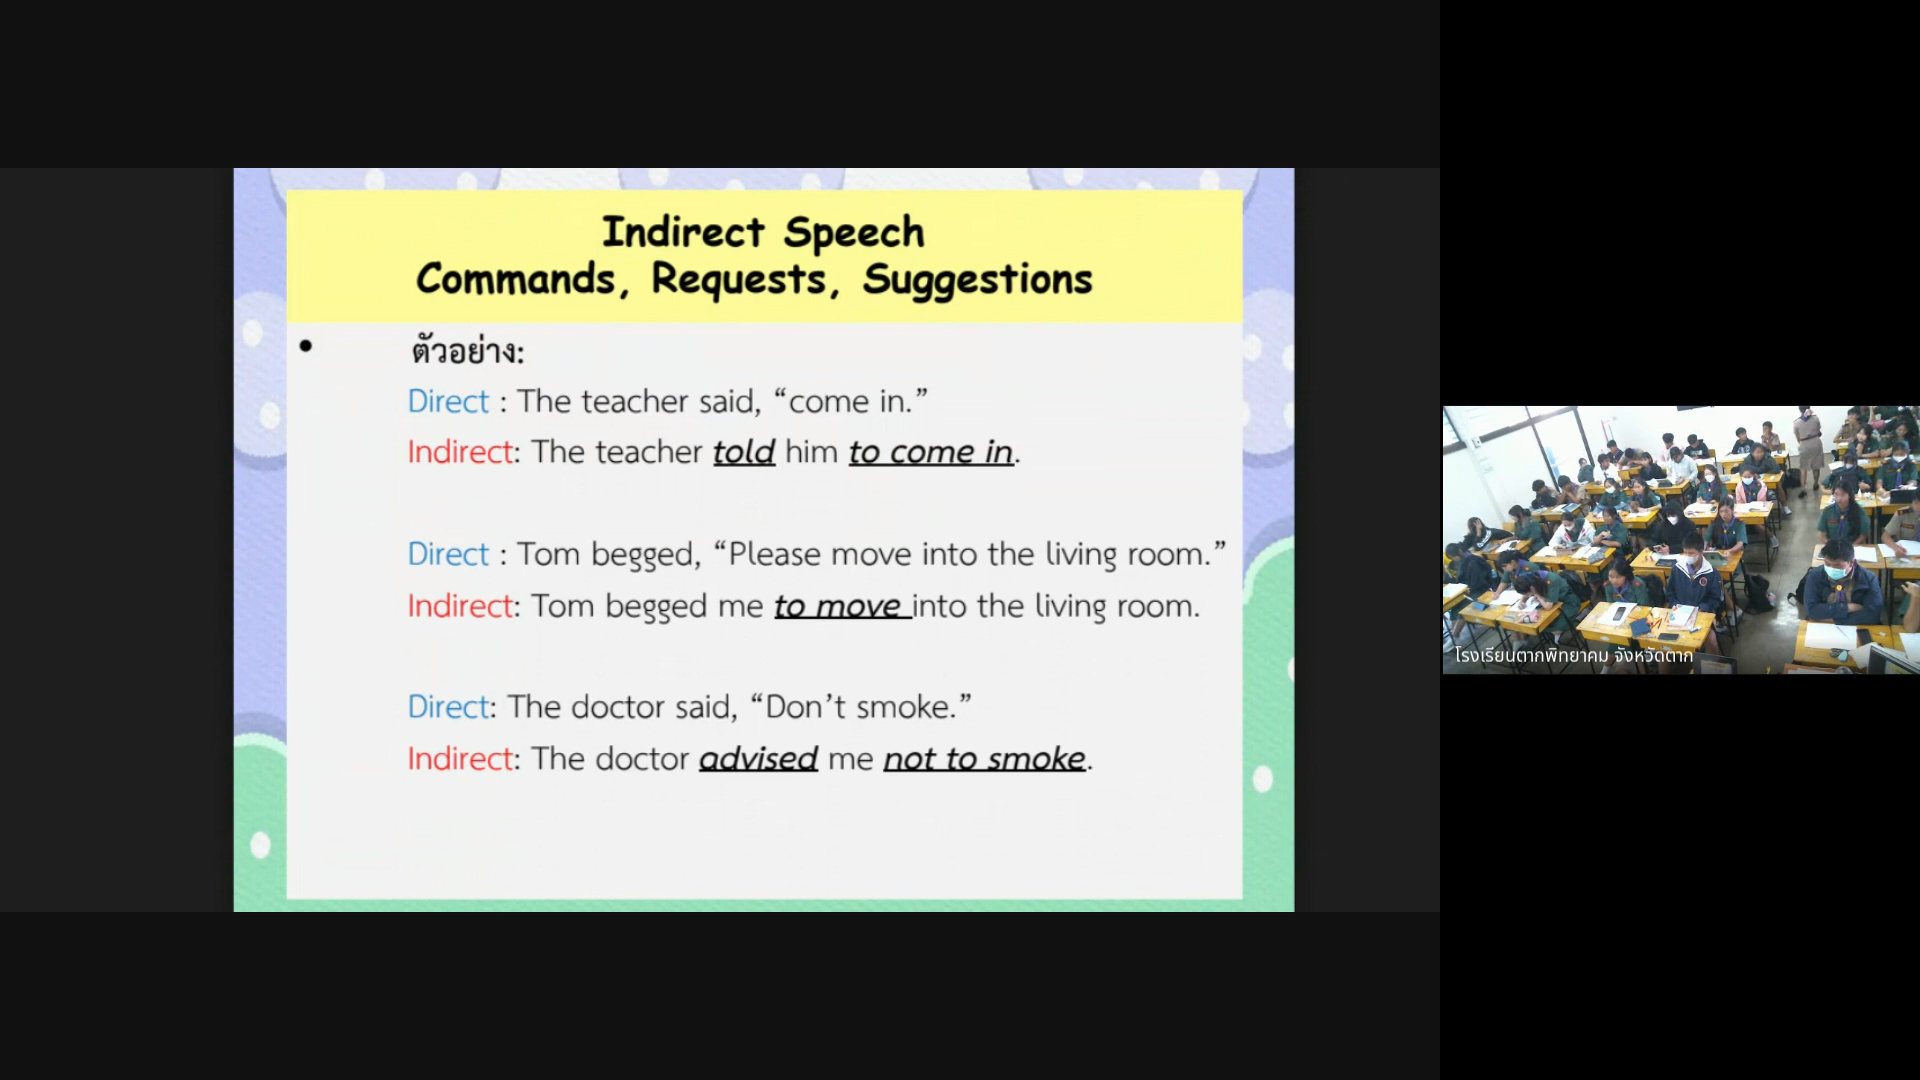 Indirect Speech
Commands, Requests, Suggestions
• ตัวอย่าง:
Direct : The teacher said, “come in.”
Indirect: The teacher told him to come in.
Direct : Tom begged, “Please move into the living room.”
Indirect: Tom begged me to move into the living room.
Direct: The doctor said, “Don’t smoke.”
Indirect: The doctor advised me not to smoke.
โรงเรียนตากพิทยาคม จังหวัดตาก